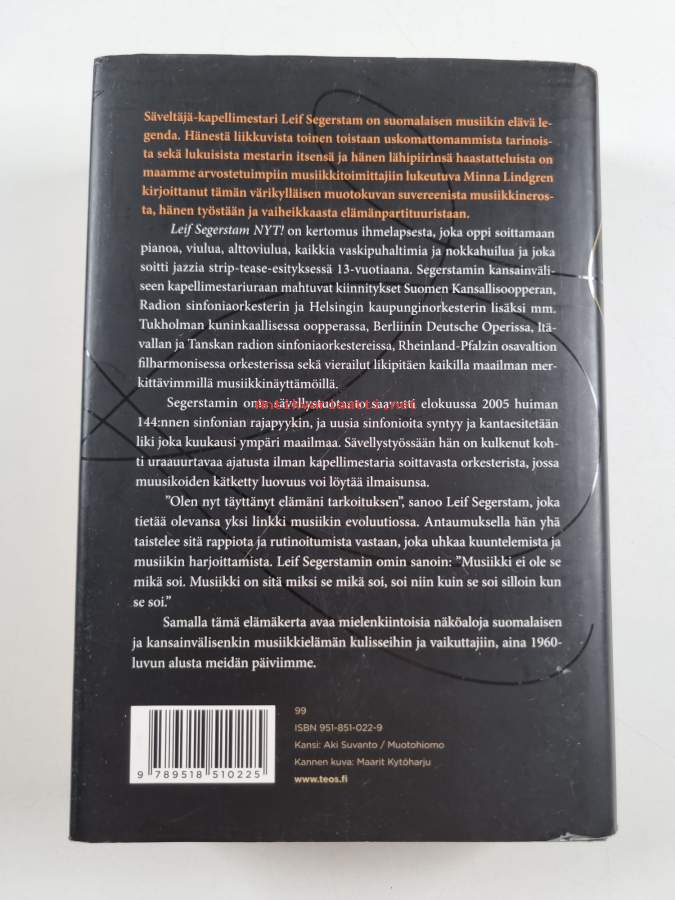 Säveltäjä-kapellimestari Leif Segerstam on suomalaisen musiikin elävä le-
genda. Hänestä liikkuvista toinen toistaan uskomattomammista tarinois-
ta sekä lukuisista mestarin itsensä ja hänen lähipiirinsä haastatteluista on
maamme arvostetuimpiin musiikkitoimittajiin lukeutuva Minna Lindgren
kirjoittanut tämän värikylläisen muotokuvan suvereenista musiikkineros-
ta, hänen työstään ja vaiheikkaasta elämänpartituuristaan.
Leif Segerstam NYT! on kertomus ihmelapsesta, joka oppi soittamaan
pianoa, viulua, alttoviulua, kaikkia vaskipuhaltimia ja nokkahuilua ja joka
soitti jazzia strip-tease-esityksessä 13-vuotiaana. Segerstamin kansainväli-
seen kapellimestariuraan mahtuvat kiinnitykset Suomen Kansallisoopperan,
Radion sinfoniaorkesterin ja Helsingin kaupunginorkesterin lisäksi mm.
Tukholman kuninkaallisessa oopperassa, Berliinin Deutsche Operissa, Itä-
vallan ja Tanskan radion sinfoniaorkestereissa, Rheinland-Pfalzin osavaltion
filharmonisessa orkesterissa sekä vierailut likipitäen kaikilla maailman mer-
kittävimmillä musiikkinäyttämöillä.
Segerstamin oma sävellystuotanto saavutti elokuussa 2005 huiman
144:nnen sinfonian rajapyykin, ja uusia sinfonioita syntyy ja kantaesitetään
liki joka kuukausi ympäri maailmaa. Sävellystyössään hän on kulkenut koh-
ti uraauurtavaa ajatusta ilman kapellimestaria soittavasta orkesterista, jossa
muusikoiden kätketty luovuus voi löytää ilmaisunsa.
"Olen nyt täyttänyt elämäni tarkoituksen", sanoo Leif Segerstam, joka
tietää olevansa yksi linkki musiikin evoluutiossa. Antaumuksella hän yhä
taistelee sitä rappiota ja rutinoitumista vastaan, joka uhkaa kuuntelemista ja
musiikin harjoittamista. Leif Segerstamin omin sanoin: "Musiikki ei ole se
mikä soi. Musiikki on sitä miksi se mikä soi, soi niin kuin se soi silloin kun
se soi."
Samalla tämä elämäkerta avaa mielenkiintoisia näköaloja suomalaisen
ja kansainvälisenkin musiikkielämän kulisseihin ja vaikuttajiin, aina 1960-
luvun alusta meidän päiviimme.
99
ISBN 951-851-022-9
Kansi: Aki Suvanto / Muotohiomo
Kannen kuva: Maarit Kytöharju
www.teos.fi
9 789518 510225